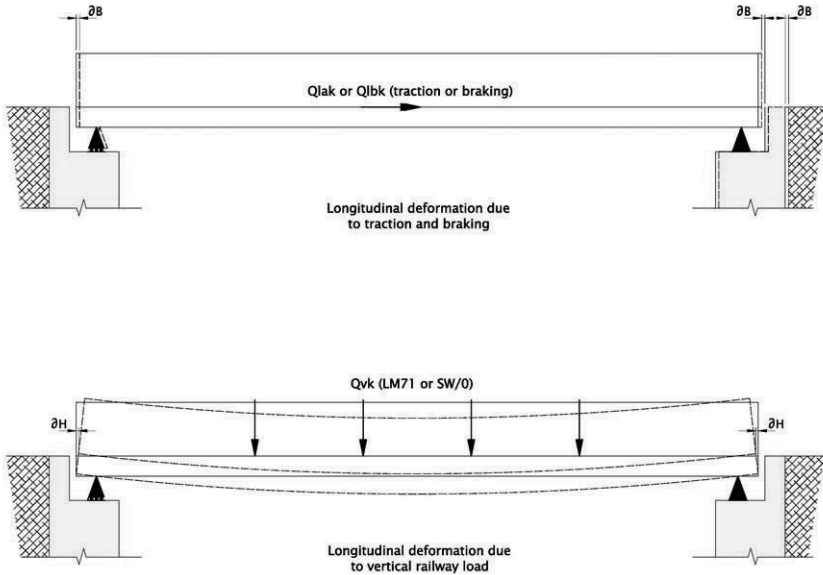 ∂B
∂B
∂B
Qlak or Qlbk (traction or braking)
Longitudinal deformation due
to traction and braking
Qvk (LM71 or SW/0)
∂H
∂H
Longitudinal deformation due
to vertical railway load